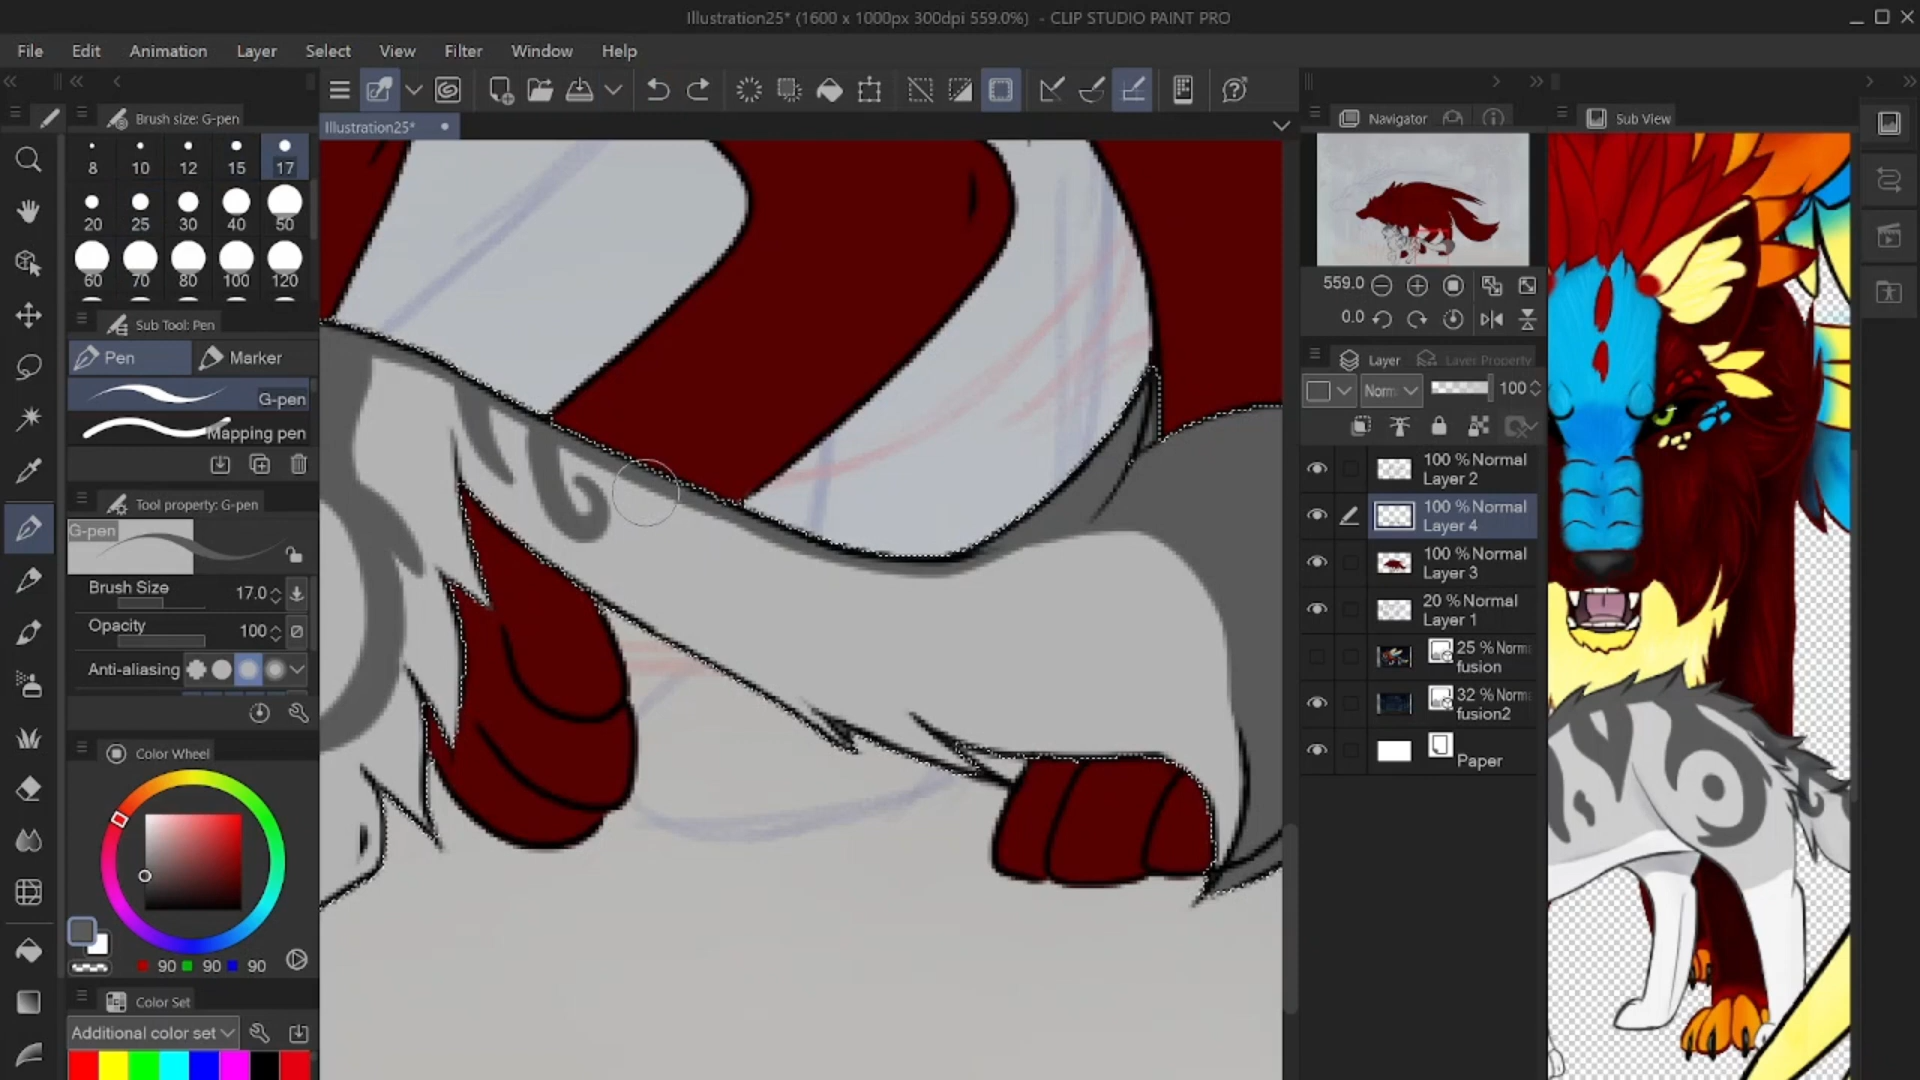 Illustration25* (1600 x 1000px 300dpi 559.0%) - CLIP STUDIO PAINT PRO
File Edit Animation Layer Select View Filter Window Help
Brush size: G-pen
Illustration25*
8 10 12 15 17
20 25 30 40 50
60 70 80 100 120
Sub Tool: Pen
Pen Marker
G-pen
Mapping pen
Tool property: G-pen
G-pen
Brush Size 17.0
Opacity 100
Anti-aliasing
Color Wheel
90 90 90
Color Set
Additional color set
Navigator
559.0
0.0
Layer Layer Property
Norm 100
100 % Normal
Layer 2
100 % Normal
Layer 4
100 % Normal
Layer 3
20 % Normal
Layer 1
25 % Norm
fusion
32 % Norm
fusion2
Paper
Sub View